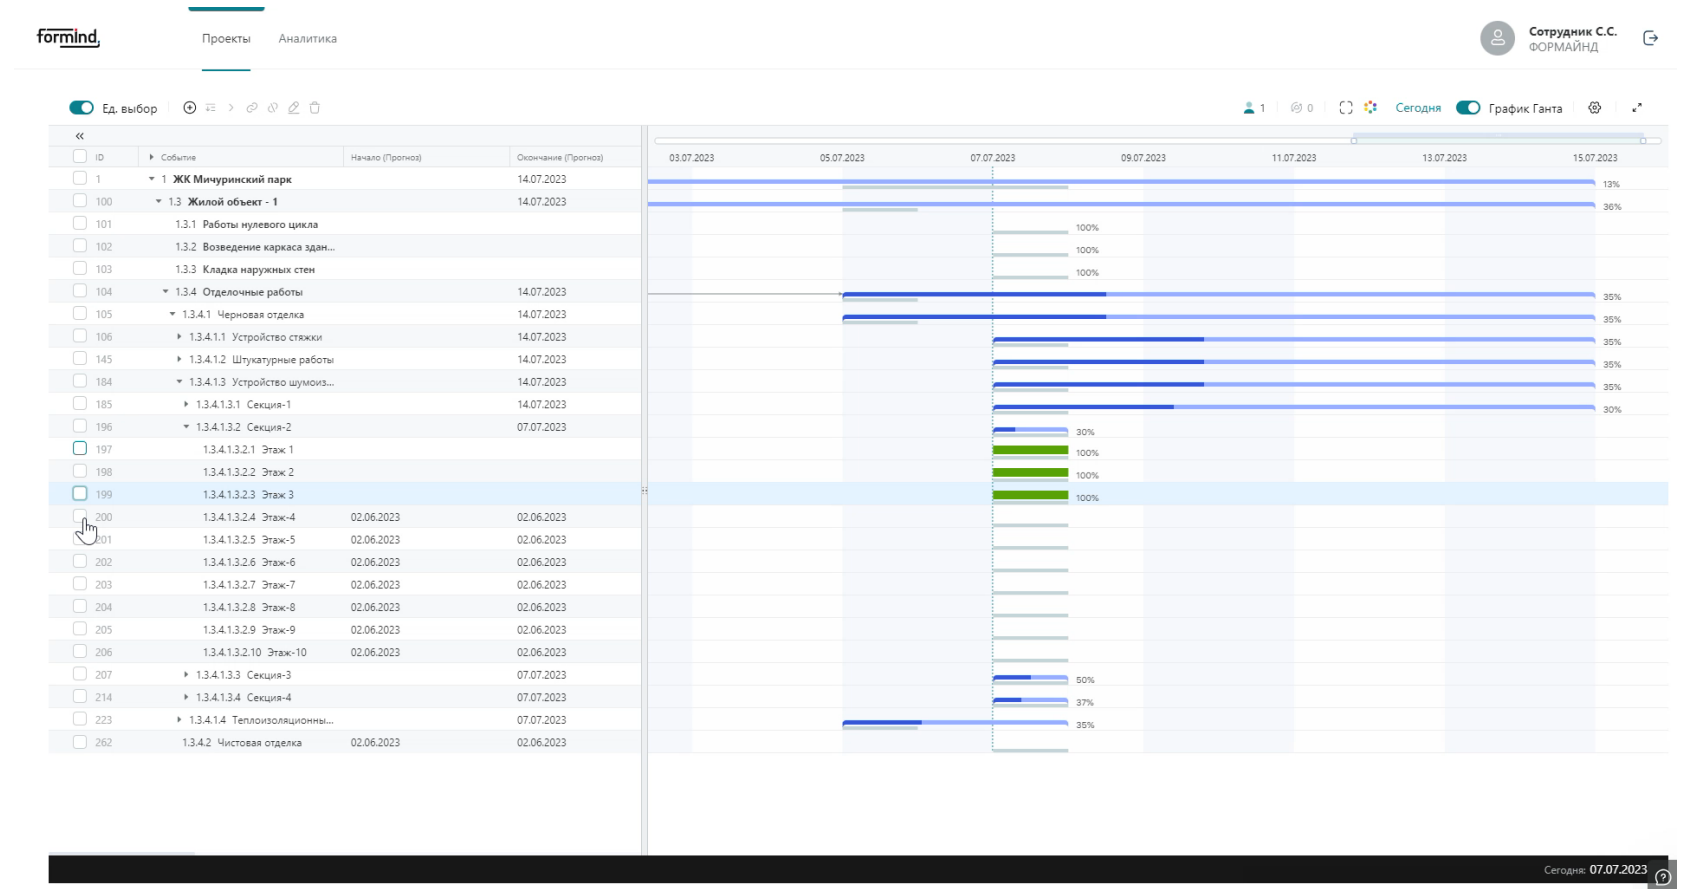 formind.
Проекты Аналитика
Сотрудник С.С.
ФОРМАЙНД
Ед. выбор
1 0 Сегодня График Ганта
ID Событие Начало (Прогноз) Окончание (Прогноз) 03.07.2023 05.07.2023 07.07.2023 09.07.2023 11.07.2023 13.07.2023 15.07.2023
1 1 ЖК Мичуринский парк 14.07.2023 13%
100 1.3 Жилой объект - 1 14.07.2023 36%
101 1.3.1 Работы нулевого цикла 100%
102 1.3.2 Возведение каркаса здан... 100%
103 1.3.3 Кладка наружных стен 100%
104 1.3.4 Отделочные работы 14.07.2023 35%
105 1.3.4.1 Черновая отделка 14.07.2023 35%
106 1.3.4.1.1 Устройство стяжки 14.07.2023 35%
145 1.3.4.1.2 Штукатурные работы 14.07.2023 35%
184 1.3.4.1.3 Устройство шумоиз... 14.07.2023 35%
185 1.3.4.1.3.1 Секция-1 14.07.2023 30%
196 1.3.4.1.3.2 Секция-2 07.07.2023 30%
197 1.3.4.1.3.2.1 Этаж 1 100%
198 1.3.4.1.3.2.2 Этаж 2 100%
199 1.3.4.1.3.2.3 Этаж 3 100%
200 1.3.4.1.3.2.4 Этаж-4 02.06.2023 02.06.2023
201 1.3.4.1.3.2.5 Этаж-5 02.06.2023 02.06.2023
202 1.3.4.1.3.2.6 Этаж-6 02.06.2023 02.06.2023
203 1.3.4.1.3.2.7 Этаж-7 02.06.2023 02.06.2023
204 1.3.4.1.3.2.8 Этаж-8 02.06.2023 02.06.2023
205 1.3.4.1.3.2.9 Этаж-9 02.06.2023 02.06.2023
206 1.3.4.1.3.2.10 Этаж-10 02.06.2023 02.06.2023
207 1.3.4.1.3.3 Секция-3 07.07.2023 50%
214 1.3.4.1.3.4 Секция-4 07.07.2023 37%
223 1.3.4.1.4 Теплоизоляционны... 07.07.2023 35%
262 1.3.4.2 Чистовая отделка 02.06.2023 02.06.2023
Сегодня: 07.07.2023